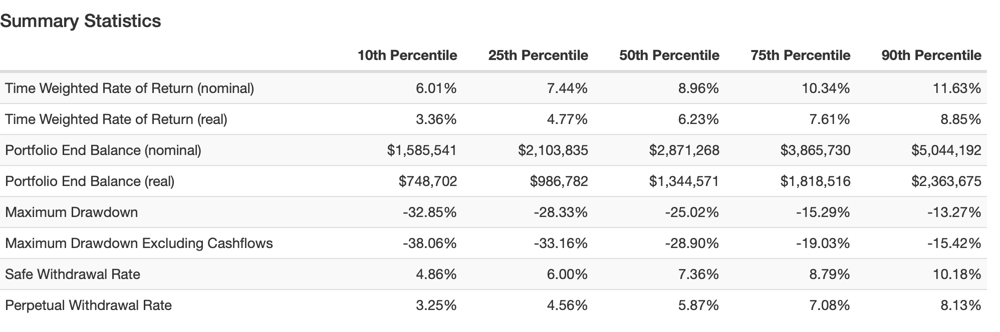 Summary Statistics
10th Percentile 25th Percentile 50th Percentile 75th Percentile 90th Percentile
Time Weighted Rate of Return (nominal) 6.01% 7.44% 8.96% 10.34% 11.63%
Time Weighted Rate of Return (real) 3.36% 4.77% 6.23% 7.61% 8.85%
Portfolio End Balance (nominal) $1,585,541 $2,103,835 $2,871,268 $3,865,730 $5,044,192
Portfolio End Balance (real) $748,702 $986,782 $1,344,571 $1,818,516 $2,363,675
Maximum Drawdown -32.85% -28.33% -25.02% -15.29% -13.27%
Maximum Drawdown Excluding Cashflows -38.06% -33.16% -28.90% -19.03% -15.42%
Safe Withdrawal Rate 4.86% 6.00% 7.36% 8.79% 10.18%
Perpetual Withdrawal Rate 3.25% 4.56% 5.87% 7.08% 8.13%